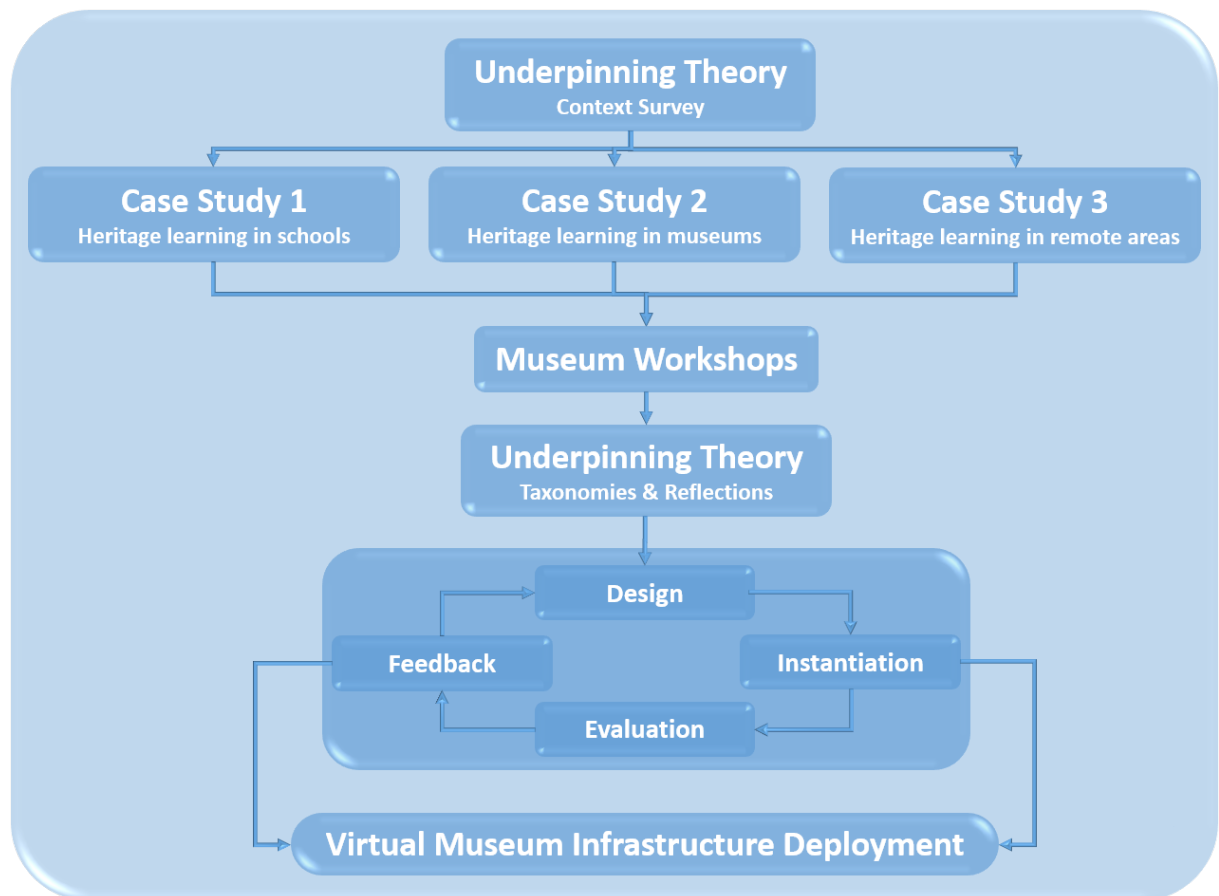 Underpinning Theory
Context Survey
Case Study 1
Heritage learning in schools
Case Study 2
Heritage learning in museums
Case Study 3
Heritage learning in remote areas
Museum Workshops
Underpinning Theory
Taxonomies & Reflections
Design
Feedback
Instantiation
Evaluation
Virtual Museum Infrastructure Deployment